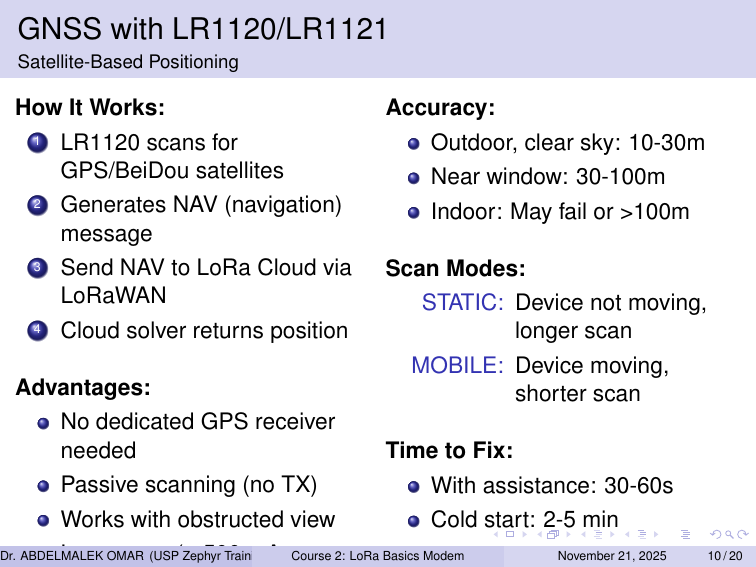 GNSS with LR1120/LR1121
Satellite-Based Positioning
How It Works:
1 LR1120 scans for
GPS/BeiDou satellites
2 Generates NAV (navigation)
message
3 Send NAV to LoRa Cloud via
LoRaWAN
4 Cloud solver returns position
Advantages:
No dedicated GPS receiver
needed
Passive scanning (no TX)
Works with obstructed view
Accuracy:
Outdoor, clear sky: 10-30m
Near window: 30-100m
Indoor: May fail or >100m
Scan Modes:
STATIC: Device not moving,
longer scan
MOBILE: Device moving,
shorter scan
Time to Fix:
With assistance: 30-60s
Cold start: 2-5 min
Dr. ABDELMALEK OMAR (USP Zephyr Train
Course 2: LoRa Basics Modem
November 21, 2025
10 / 20